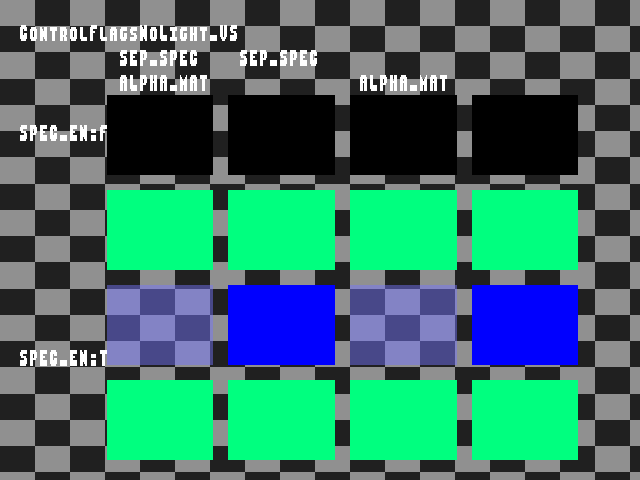 ControlFlagsNoLight_VS
SEP_SPEC SEP_SPEC
ALPHA_MAT ALPHA_MAT
SPEC_EN:F
SPEC_EN:T